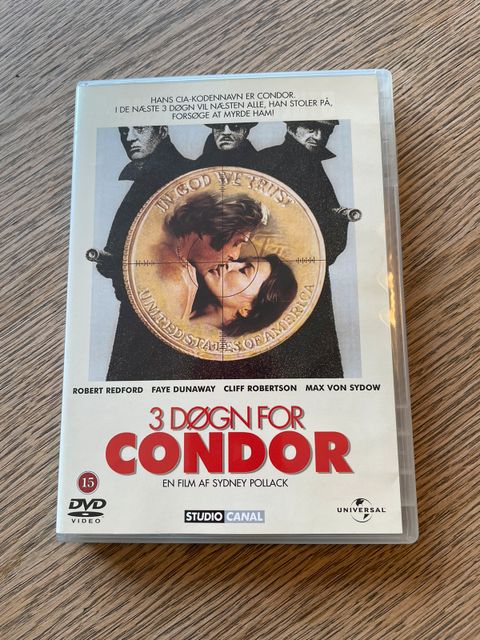 HANS CIA-KODENNAVN ER CONDOR.
I DE NÆSTE 3 DØGN VIL NÆSTEN ALLE, HAN STOLER PÅ,
FORSØGE AT MYRDE HAM!
IN GOD WE TRUST
UNITED STATES OF AMERICA
ROBERT REDFORD FAYE DUNAWAY CLIFF ROBERTSON MAX VON SYDOW
3 DØGN FOR
CONDOR
EN FILM AF SYDNEY POLLACK
15
DVD
VIDEO
STUDIO CANAL
UNIVERSAL